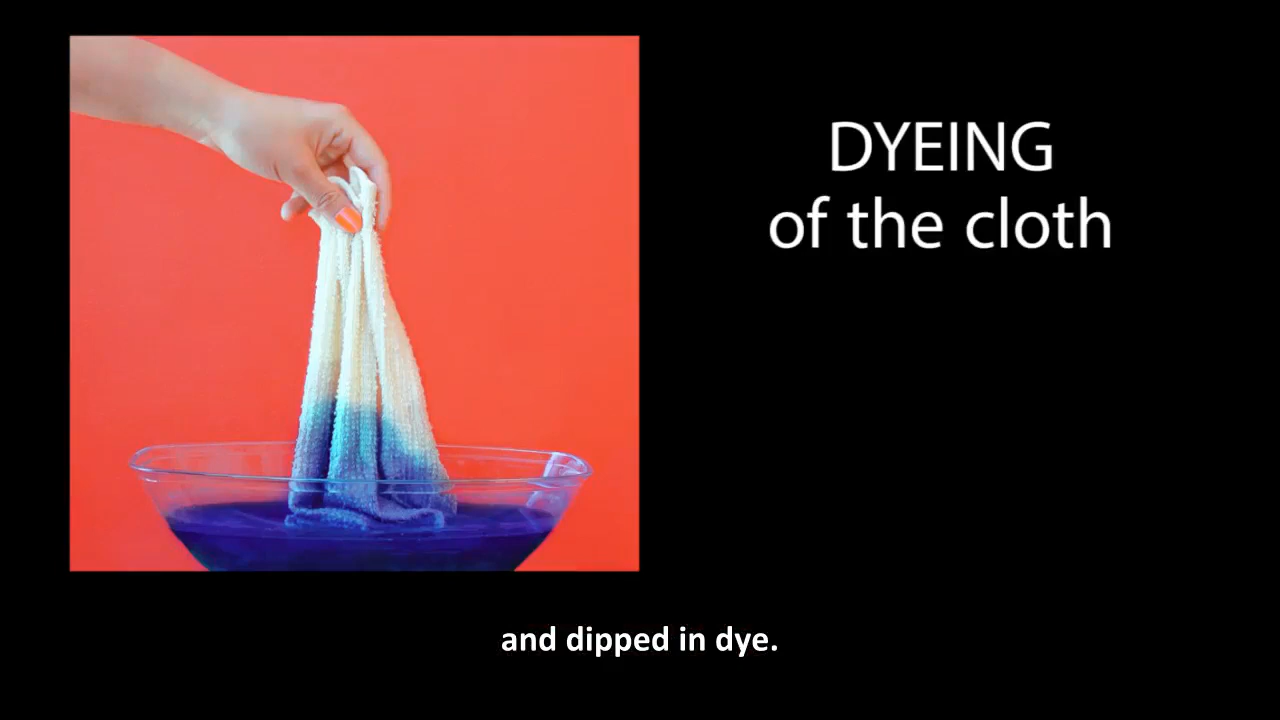 DYEING
of the cloth
and dipped in dye.